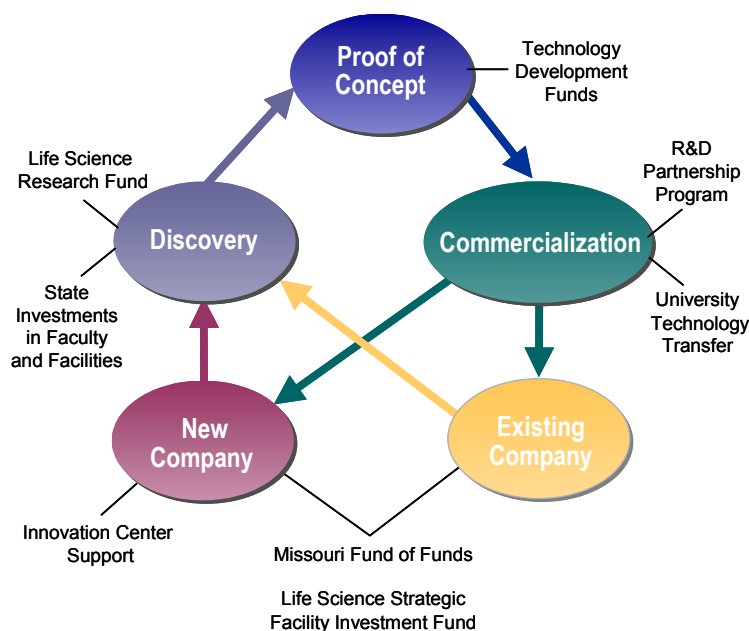 Proof of
Concept
Technology
Development
Funds
Life Science
Research Fund
R&D
Partnership
Program
Discovery
Commercialization
State
Investments
in Faculty
and Facilities
University
Technology
Transfer
New
Company
Existing
Company
Innovation Center
Support
Missouri Fund of Funds
Life Science Strategic
Facility Investment Fund